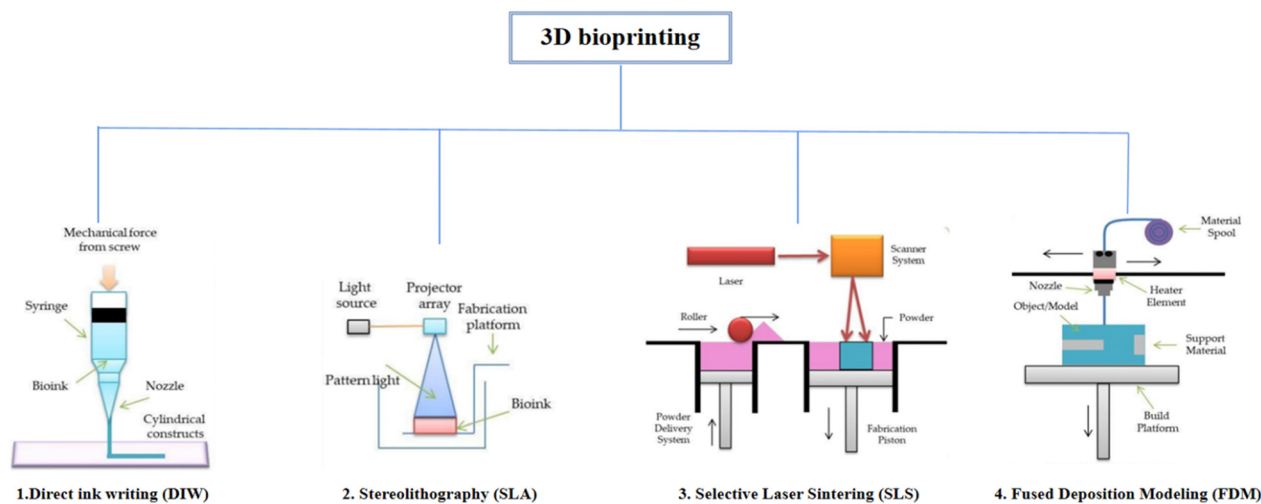 3D bioprinting
Mechanical force
from screw
Syringe
Bioink
Nozzle
Cylindrical
constructs
1.Direct ink writing (DIW)
Light
source
Projector
array
Fabrication
platform
Pattern light
Bioink
2. Stereolithography (SLA)
Laser
Scanner
System
Roller
Powder
Powder
Delivery
System
Fabrication
Piston
3. Selective Laser Sintering (SLS)
Material
Spool
Nozzle
Heater
Element
Object/Model
Support
Material
Build
Platform
4. Fused Deposition Modeling (FDM)